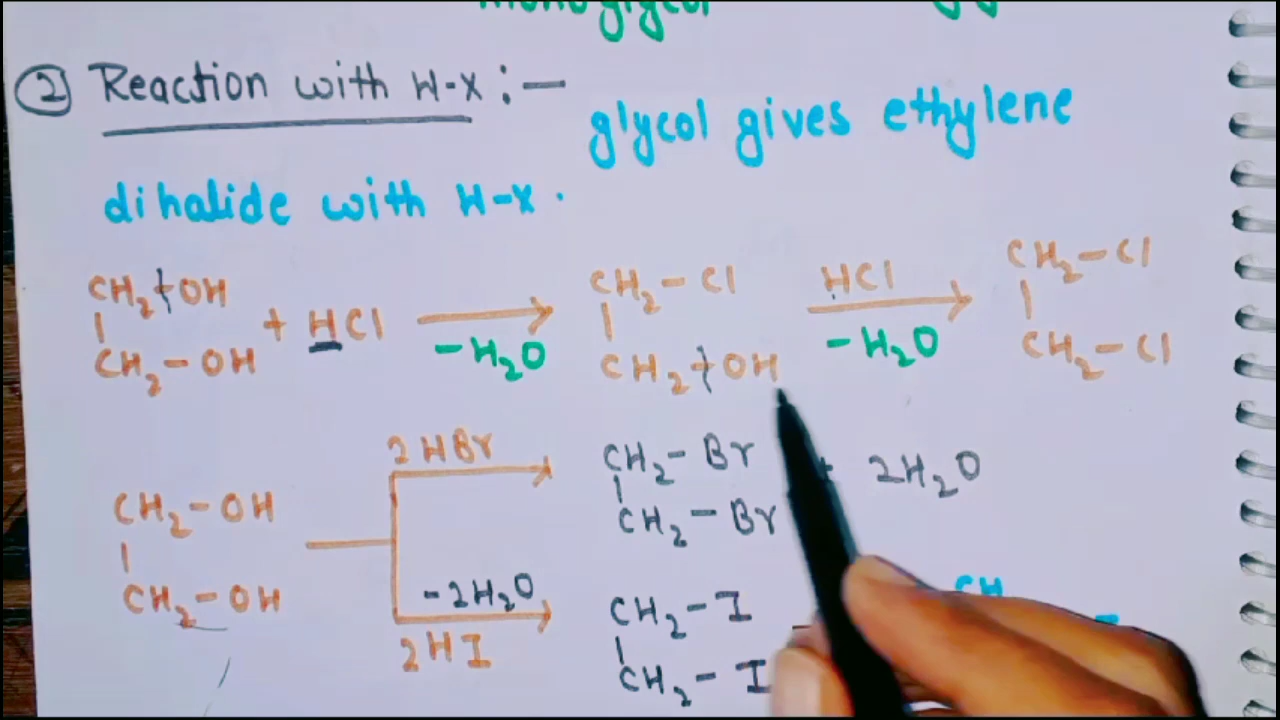 monoglycol
② Reaction with H-X :-
glycol gives ethylene
dihalide with H-X.
CH₂-OH
CH₂-OH
+ HCl
-H₂O
CH₂-Cl
CH₂-OH
HCl
-H₂O
CH₂-Cl
CH₂-Cl
CH₂-OH
CH₂-OH
2HBr
CH₂-Br
CH₂-Br
+ 2H₂O
-2H₂O
2HI
CH₂-I
CH₂-I
CH